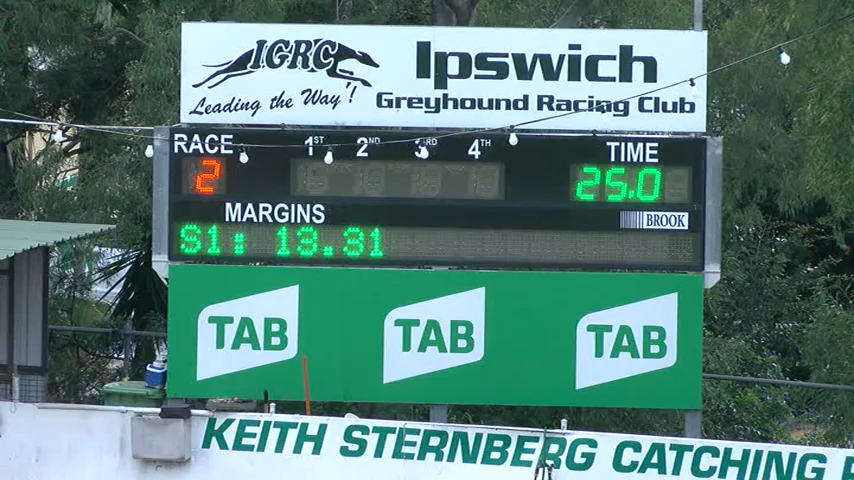 IGRC
Leading the Way!
Ipswich
Greyhound Racing Club
RACE 1ST 2ND 3RD 4TH TIME
2 25.0
MARGINS BROOK
S1: 13.31
TAB TAB TAB
KEITH STERNBERG CATCHING